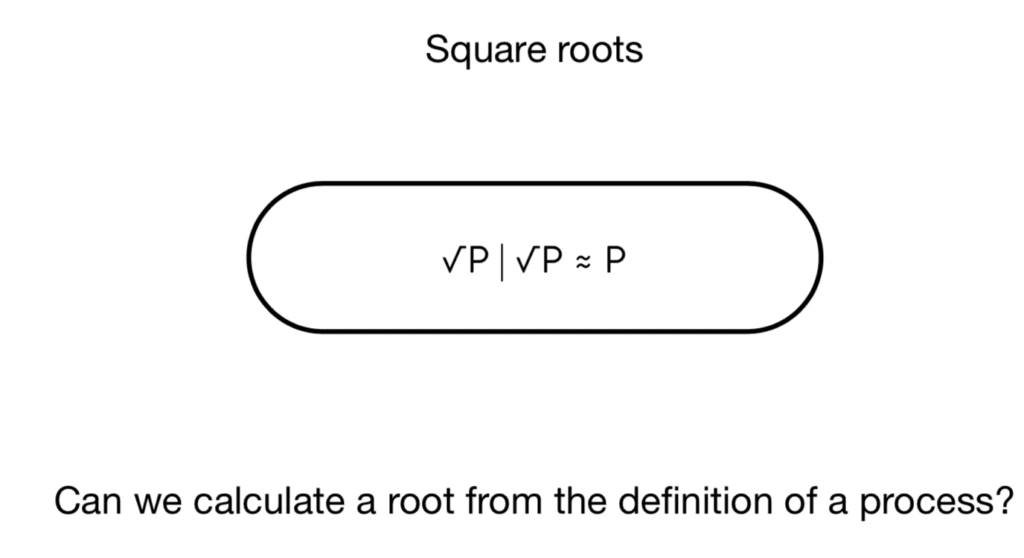 Square roots
√P | √P ≈ P
Can we calculate a root from the definition of a process?